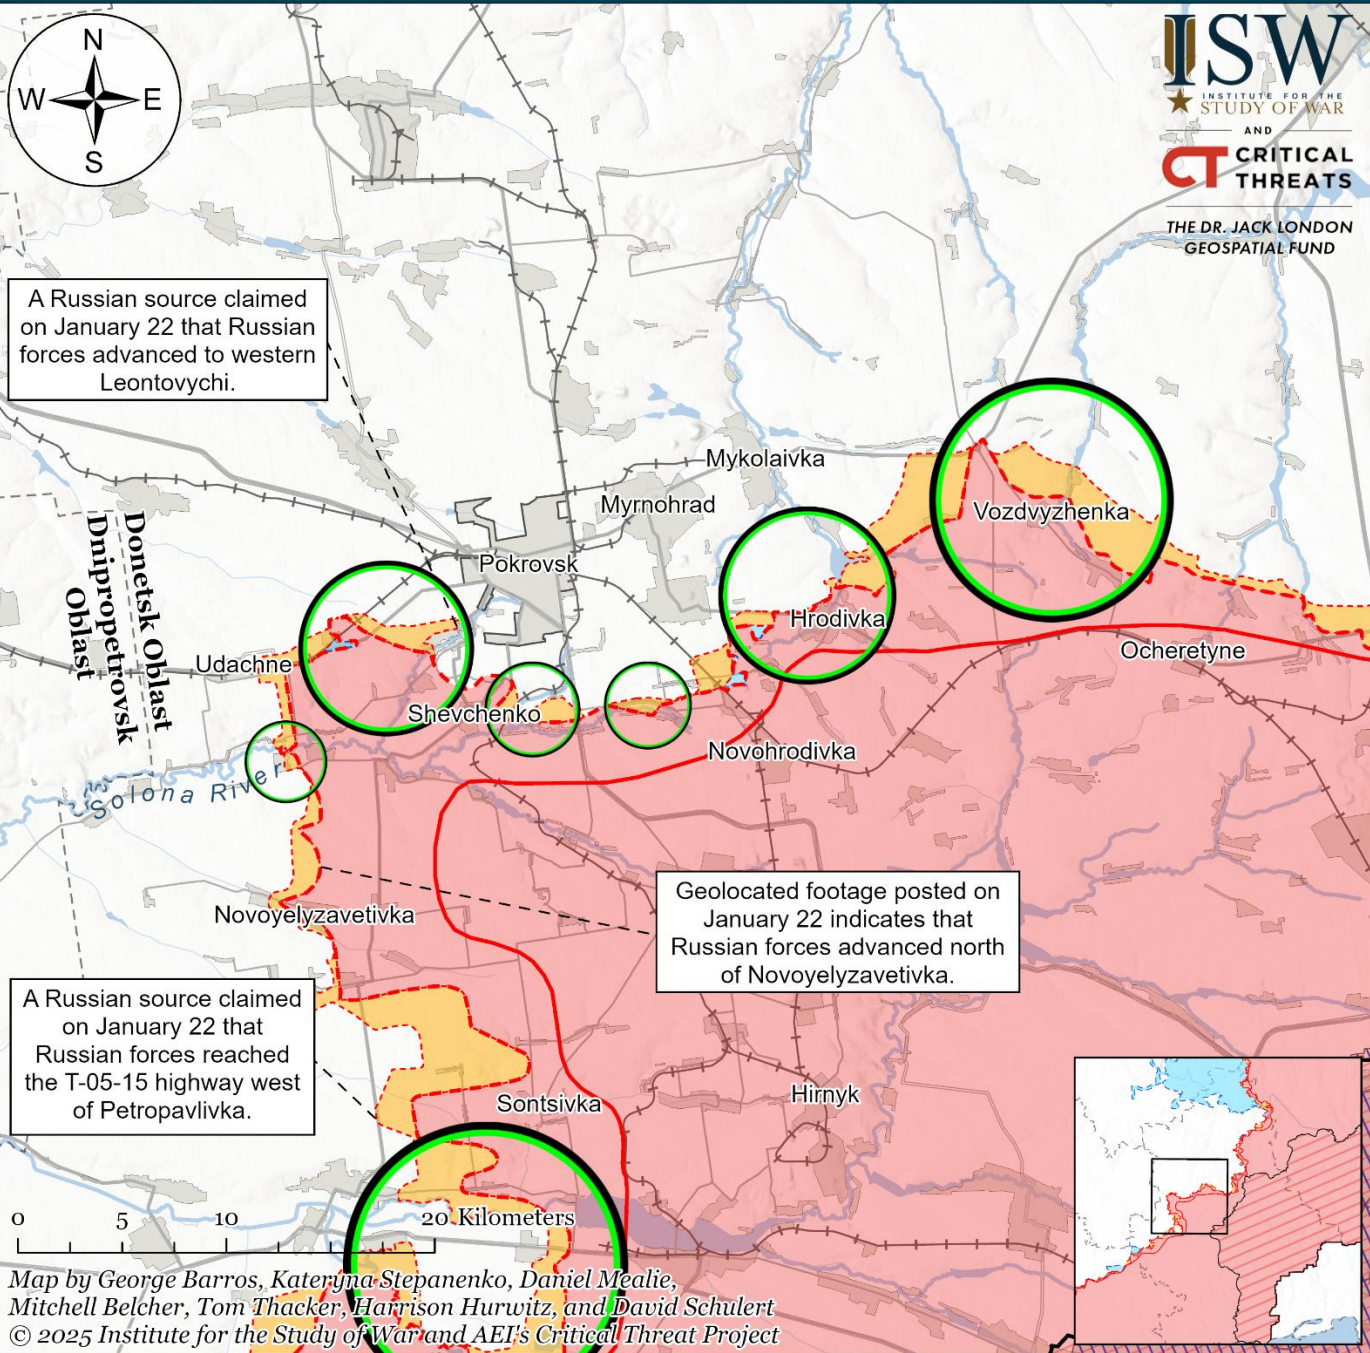 N
W E
S
ISW
INSTITUTE FOR THE
STUDY OF WAR
AND
CT CRITICAL
THREATS
THE DR. JACK LONDON
GEOSPATIAL FUND
A Russian source claimed
on January 22 that Russian
forces advanced to western
Leontovychi.
Mykolaivka
Myrnohrad
Vozdvyzhenka
Pokrovsk
Donetsk Oblast
Dnipropetrovsk
Oblast
Hrodivka
Udachne
Ocheretyne
Shevchenko
Novohrodivka
Solona River
Novoyelyzavetivka
Geolocated footage posted on
January 22 indicates that
Russian forces advanced north
of Novoyelyzavetivka.
A Russian source claimed
on January 22 that
Russian forces reached
the T-05-15 highway west
of Petropavlivka.
Sontsivka
Hirnyk
0 5 10 20 Kilometers
Map by George Barros, Kateryna Stepanenko, Daniel Mealie,
Mitchell Belcher, Tom Thacker, Harrison Hurwitz, and David Schulert
© 2025 Institute for the Study of War and AEI's Critical Threat Project